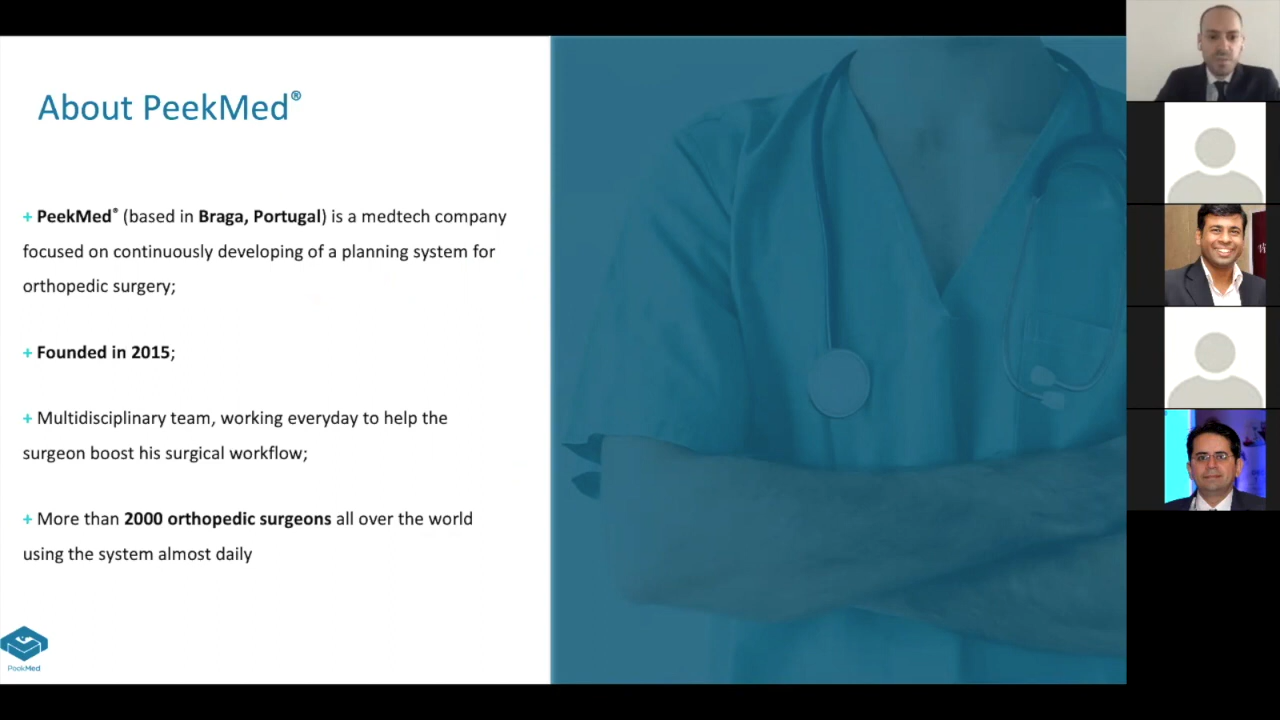 About PeekMed®
+ PeekMed® (based in Braga, Portugal) is a medtech company
focused on continuously developing of a planning system for
orthopedic surgery;
+ Founded in 2015;
+ Multidisciplinary team, working everyday to help the
surgeon boost his surgical workflow;
+ More than 2000 orthopedic surgeons all over the world
using the system almost daily
PeekMed